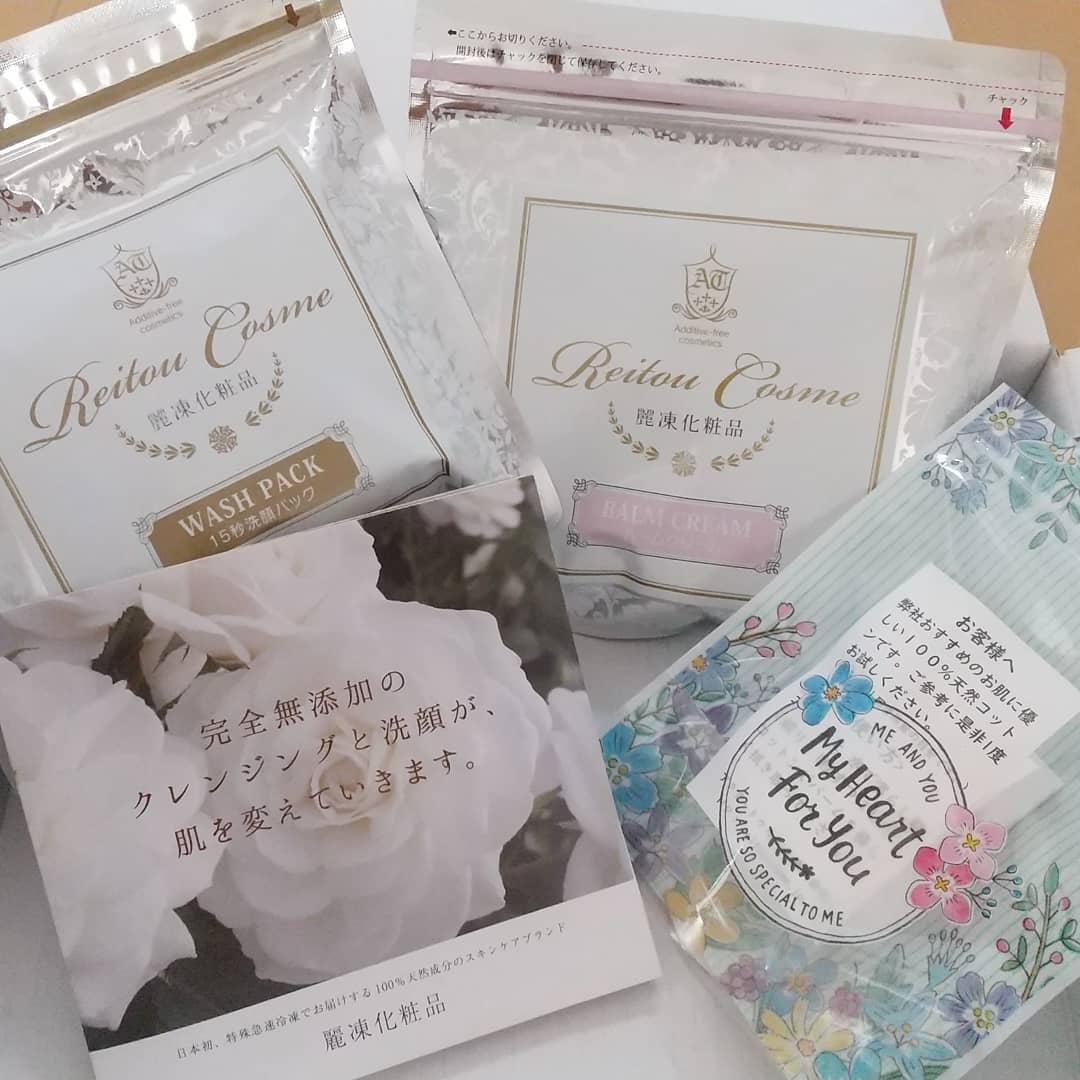 AT
Additive-free
cosmetics
Reitou Cosme
麗凍化粧品
WASH PACK
15秒洗顔パック
⬅ここからお切りください。
開封後はチャックを閉じて保存してください。
チャック
AT
Additive-free
cosmetics
Reitou Cosme
麗凍化粧品
BALM CREAM
完全無添加の
クレンジングと洗顔が、
肌を変えていきます。
日本初、特殊急速冷凍でお届けする100%天然成分のスキンケアブランド
麗凍化粧品
お客様へ
弊社おすすめのお肌に優
しい100%天然コット
ンです。ご参考に是非1度
お試しください。
ME AND YOU
My Heart
For You
YOU ARE SO SPECIAL TO ME